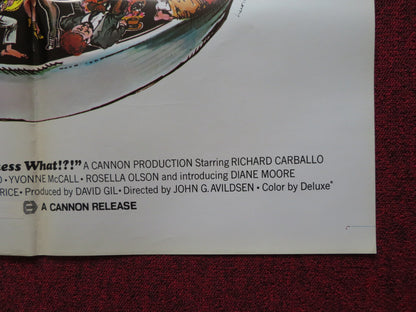 ess What!?!" A CANNON PRODUCTION Starring RICHARD CARBALLO
O • YVONNE McCALL • ROSELLA OLSON and introducing DIANE MOORE
RICE • Produced by DAVID GIL • Directed by JOHN G. AVILDSEN • Color by Deluxe®
A CANNON RELEASE